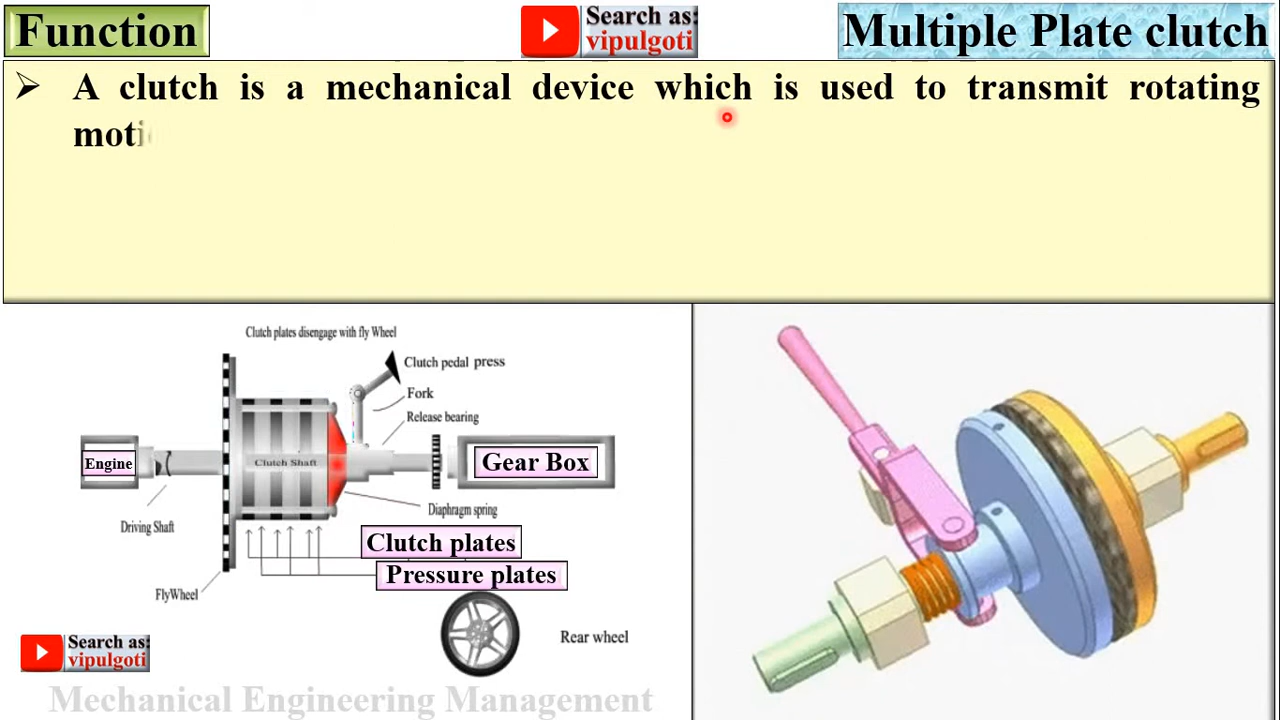 Function
Search as:
vipulgoti
Multiple Plate clutch
➢ A clutch is a mechanical device which is used to transmit rotating
moti
Clutch plates disengage with fly Wheel
Clutch pedal press
Fork
Release bearing
Engine
Clutch Shaft
Gear Box
Driving Shaft
Diaphragm spring
Clutch plates
Pressure plates
FlyWheel
Rear wheel
Search as:
vipulgoti
Mechanical Engineering Management